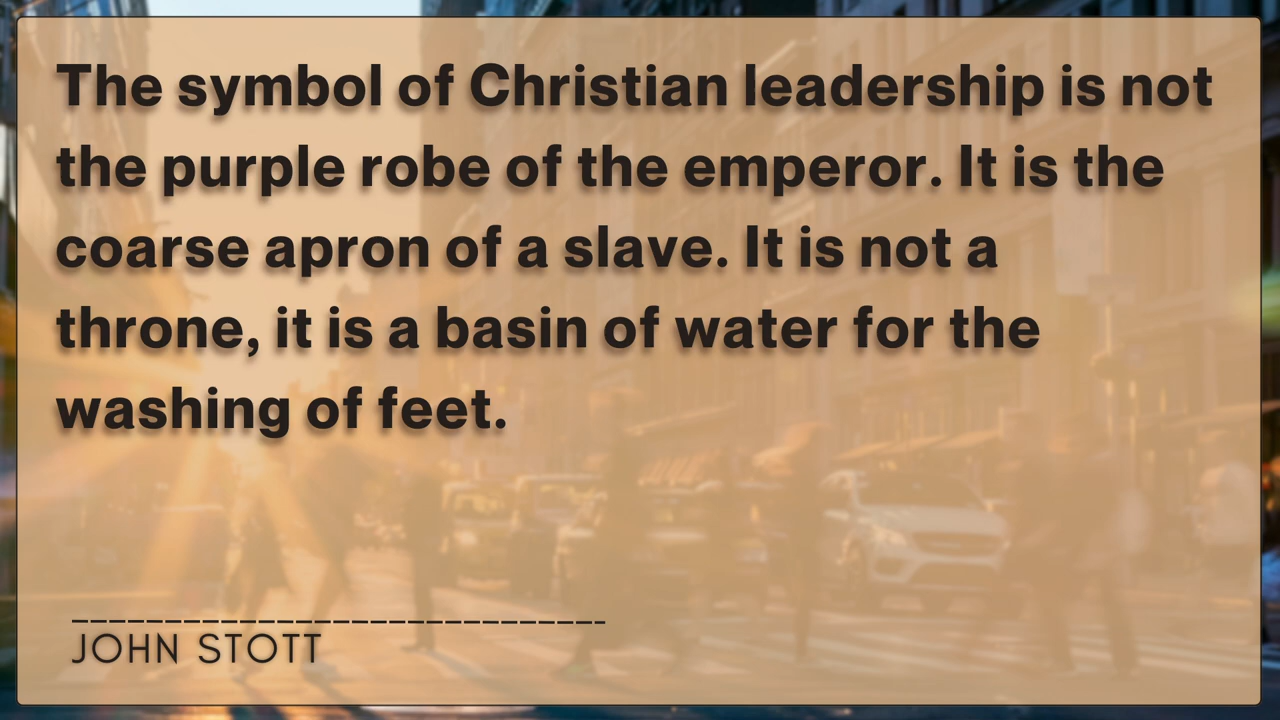 The symbol of Christian leadership is not
the purple robe of the emperor. It is the
coarse apron of a slave. It is not a
throne, it is a basin of water for the
washing of feet.
JOHN STOTT